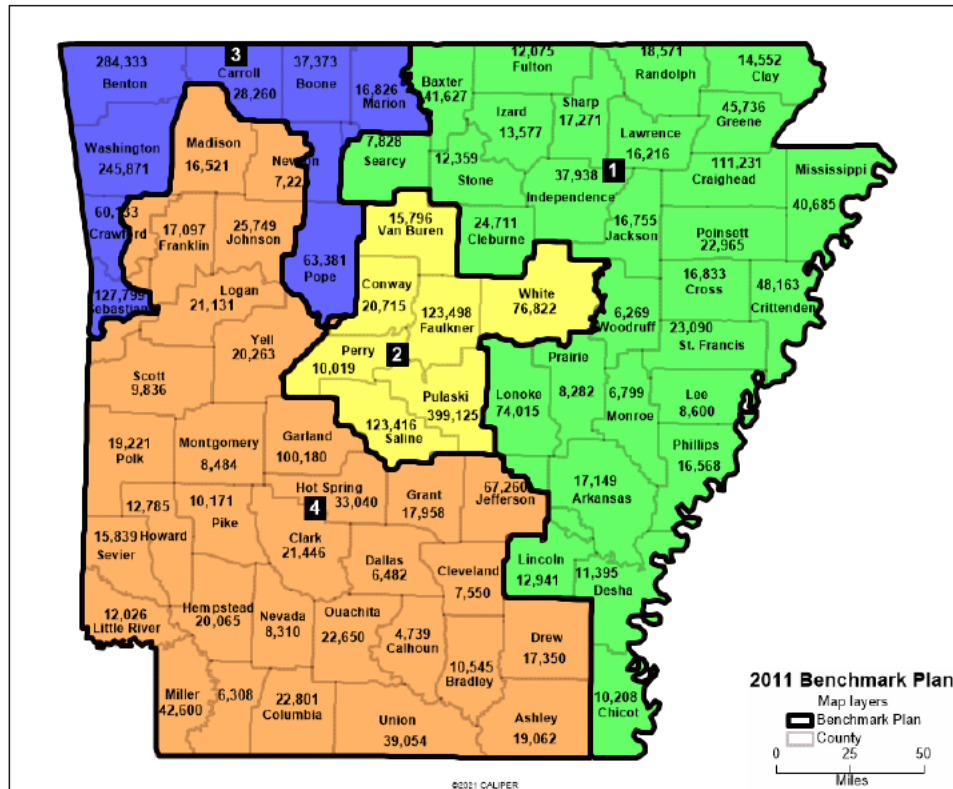 284,333
Benton
3
Carroll
28,260
37,373
Boone
16,826
Marion
Baxter
41,627
12,075
Fulton
18,571
Randolph
14,552
Clay
Izard
13,577
Sharp
17,271
45,736
Greene
Lawrence
16,216
Washington
245,871
Madison
16,521
Newton
7,22
7,828
Searcy
12,359
Stone
37,938
1
Independence
111,231
Craighead
Mississippi
40,685
Crawford
17,097
Franklin
25,749
Johnson
63,381
Pope
15,796
Van Buren
24,711
Cleburne
16,755
Jackson
Poinsett
22,965
127,799
Sebastian
Logan
21,131
Conway
20,715
123,498
Faulkner
White
76,822
16,833
Cross
48,163
Crittenden
6,269
Woodruff
23,090
St. Francis
Yell
20,263
Perry
10,019
2
Prairie
8,282
Scott
9,836
Pulaski
399,125
Lonoke
74,015
6,799
Monroe
Lee
8,600
123,416
Saline
Phillips
16,568
19,221
Polk
Montgomery
8,484
Garland
100,180
Hot Spring
33,040
4
Grant
17,958
67,260
Jefferson
17,149
Arkansas
12,785
Howard
10,171
Pike
15,839
Sevier
Clark
21,446
Dallas
6,482
Cleveland
7,550
Lincoln
12,941
11,395
Desha
12,026
Little River
Hempstead
20,065
Nevada
8,310
Ouachita
22,650
4,739
Calhoun
Drew
17,350
10,545
Bradley
Miller
42,600
6,308
22,801
Columbia
Union
39,054
Ashley
19,062
10,208
Chicot
2011 Benchmark Plan
Map layers
Benchmark Plan
County
0 25 50
Miles
©2021 CALIPER